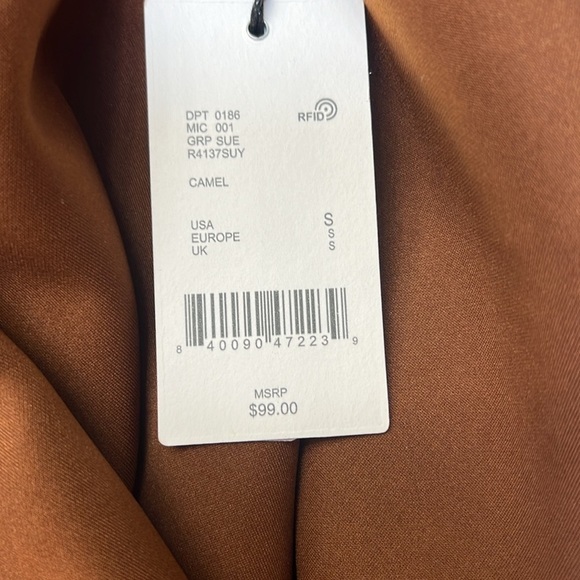 DPT 0186
RFID
MIC 001
GRP SUE
R4137SUY
CAMEL
USA S
EUROPE S
UK S
8 40090 47223 9
MSRP
$99.00